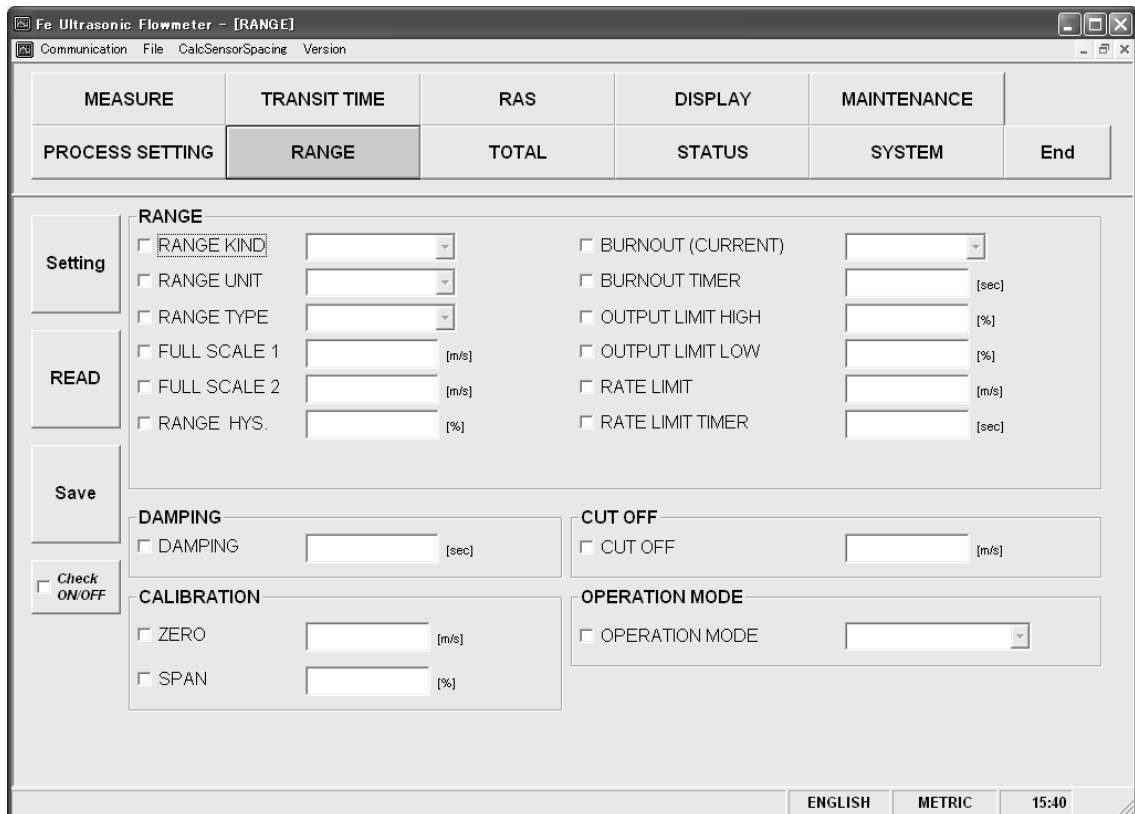 Fe Ultrasonic Flowmeter - [RANGE]
Communication File CalcSensorSpacing Version
MEASURE TRANSIT TIME RAS DISPLAY MAINTENANCE
PROCESS SETTING RANGE TOTAL STATUS SYSTEM End
Setting
READ
Save
Check
ON/OFF
RANGE
RANGE KIND
RANGE UNIT
RANGE TYPE
FULL SCALE 1 [m/s]
FULL SCALE 2 [m/s]
RANGE HYS. [%]
BURNOUT (CURRENT)
BURNOUT TIMER [sec]
OUTPUT LIMIT HIGH [%]
OUTPUT LIMIT LOW [%]
RATE LIMIT [m/s]
RATE LIMIT TIMER [sec]
DAMPING
DAMPING [sec]
CUT OFF
CUT OFF [m/s]
CALIBRATION
ZERO [m/s]
SPAN [%]
OPERATION MODE
OPERATION MODE
ENGLISH METRIC 15:40